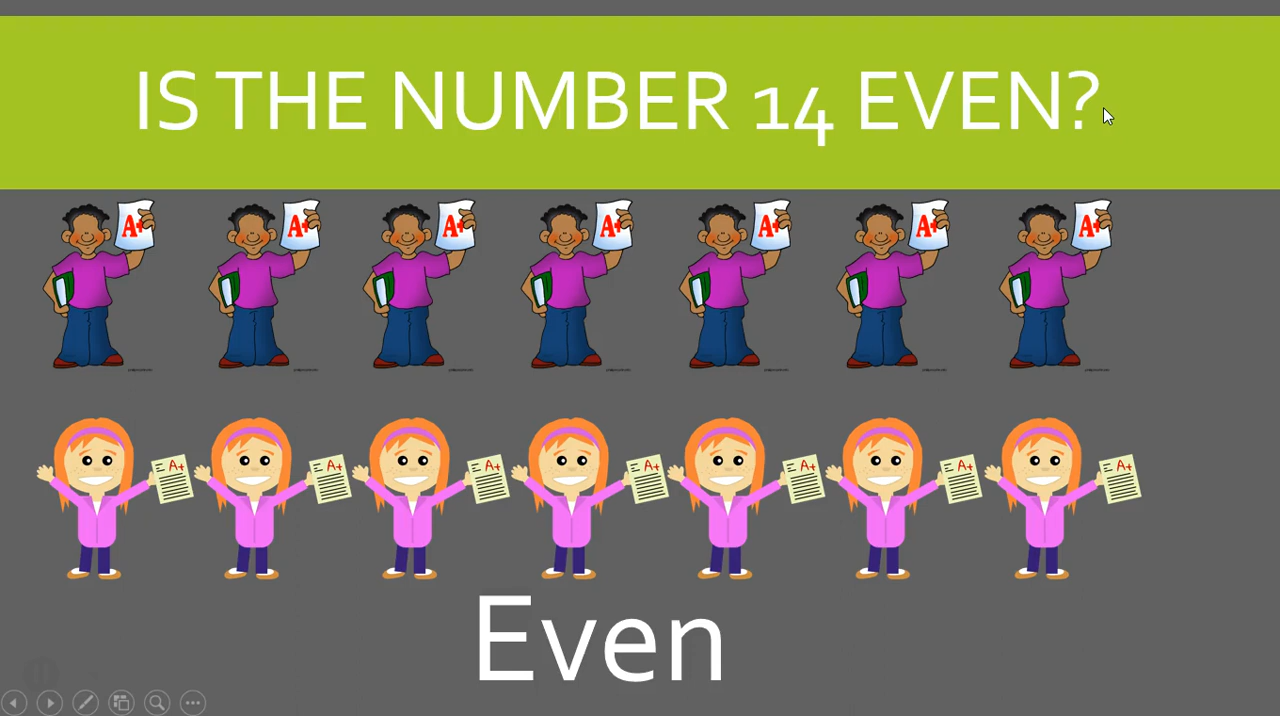 IS THE NUMBER 14 EVEN?
A+ A+ A+ A+ A+ A+ A+
A+ A+ A+ A+ A+ A+ A+
Even